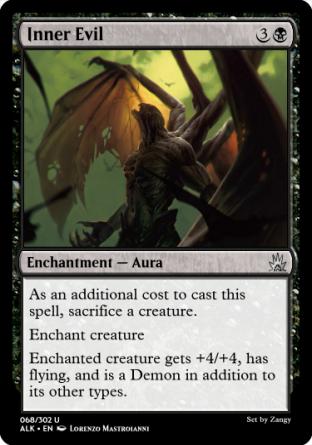 Inner Evil 3
Enchantment — Aura
As an additional cost to cast this
spell, sacrifice a creature.
Enchant creature
Enchanted creature gets +4/+4, has
flying, and is a Demon in addition to
its other types.
068/302 U
Set by Zangy
ALK • EN Lorenzo Mastroianni